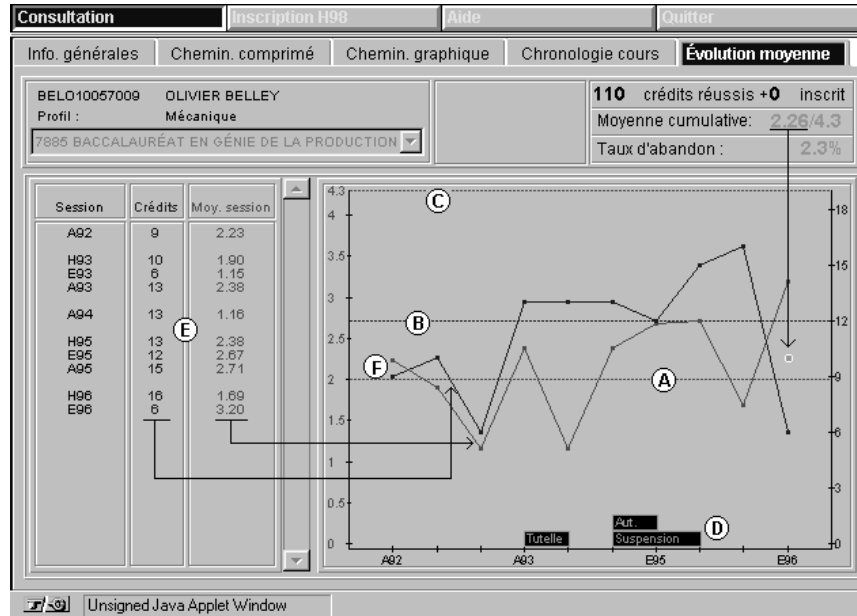 Consultation Inscription H98 Aide Quitter
Info. générales Chemin. comprimé Chemin. graphique Chronologie cours Évolution moyenne
BELO10057009 OLIVIER BELLEY
Profil : Mécanique
7885 BACCALAURÉAT EN GÉNIE DE LA PRODUCTION
110 crédits réussis +0 inscrit
Moyenne cumulative: 2.26/4.3
Taux d'abandon : 2.3%
Session Crédits Moy. session
A92 9 2.23
H93 10 1.90
E93 6 1.15
A93 13 2.38
A94 13 1.16
H95 13 2.38
E95 12 2.67
A95 15 2.71
H96 16 1.69
E96 6 3.20
E
4.3
4
3.5
3
2.5
2
1.5
1
0.5
0
C
B
F
A
D
18
15
12
9
6
3
0
Tutelle
Aut.
Suspension
A92 A93 E95 E96
Unsigned Java Applet Window